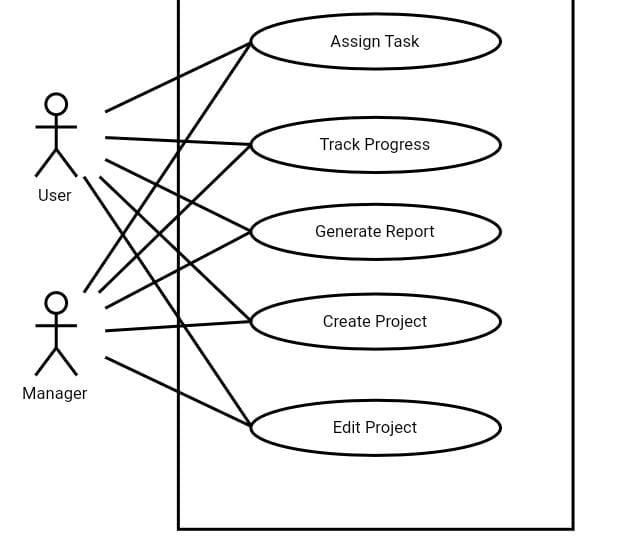 Assign Task
Track Progress
User
Generate Report
Create Project
Manager
Edit Project